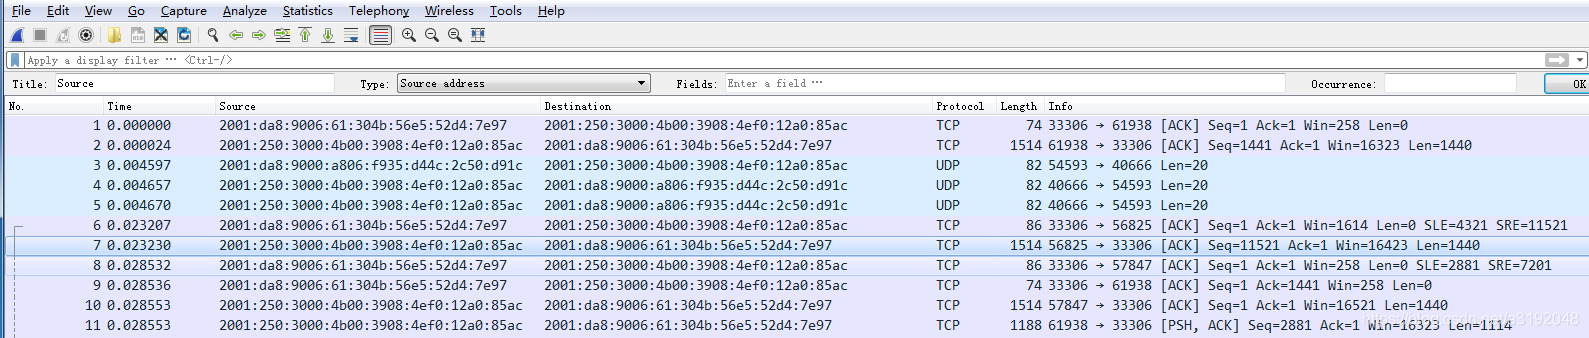 File Edit View Go Capture Analyze Statistics Telephony Wireless Tools Help
Apply a display filter ··· <Ctrl-/>
Title: Source Type: Source address Fields: Enter a field ··· Occurrence: OK
No. Time Source Destination Protocol Length Info
1 0.000000 2001:da8:9006:61:304b:56e5:52d4:7e97 2001:250:3000:4b00:3908:4ef0:12a0:85ac TCP 74 33306 → 61938 [ACK] Seq=1 Ack=1 Win=258 Len=0
2 0.000024 2001:250:3000:4b00:3908:4ef0:12a0:85ac 2001:da8:9006:61:304b:56e5:52d4:7e97 TCP 1514 61938 → 33306 [ACK] Seq=1441 Ack=1 Win=16323 Len=1440
3 0.004597 2001:da8:9000:a806:f935:d44c:2c50:d91c 2001:250:3000:4b00:3908:4ef0:12a0:85ac UDP 82 54593 → 40666 Len=20
4 0.004657 2001:250:3000:4b00:3908:4ef0:12a0:85ac 2001:da8:9000:a806:f935:d44c:2c50:d91c UDP 82 40666 → 54593 Len=20
5 0.004670 2001:250:3000:4b00:3908:4ef0:12a0:85ac 2001:da8:9000:a806:f935:d44c:2c50:d91c UDP 82 40666 → 54593 Len=20
6 0.023207 2001:da8:9006:61:304b:56e5:52d4:7e97 2001:250:3000:4b00:3908:4ef0:12a0:85ac TCP 86 33306 → 56825 [ACK] Seq=1 Ack=1 Win=1614 Len=0 SLE=4321 SRE=11521
7 0.023230 2001:250:3000:4b00:3908:4ef0:12a0:85ac 2001:da8:9006:61:304b:56e5:52d4:7e97 TCP 1514 56825 → 33306 [ACK] Seq=11521 Ack=1 Win=16423 Len=1440
8 0.028532 2001:da8:9006:61:304b:56e5:52d4:7e97 2001:250:3000:4b00:3908:4ef0:12a0:85ac TCP 86 33306 → 57847 [ACK] Seq=1 Ack=1 Win=258 Len=0 SLE=2881 SRE=7201
9 0.028536 2001:da8:9006:61:304b:56e5:52d4:7e97 2001:250:3000:4b00:3908:4ef0:12a0:85ac TCP 74 33306 → 61938 [ACK] Seq=1 Ack=1441 Win=258 Len=0
10 0.028553 2001:250:3000:4b00:3908:4ef0:12a0:85ac 2001:da8:9006:61:304b:56e5:52d4:7e97 TCP 1514 57847 → 33306 [ACK] Seq=1 Ack=1 Win=16521 Len=1440
11 0.028553 2001:250:3000:4b00:3908:4ef0:12a0:85ac 2001:da8:9006:61:304b:56e5:52d4:7e97 TCP 1188 61938 → 33306 [PSH, ACK] Seq=2881 Ack=1 Win=16323 Len=1114
https://blog.csdn.net/a3192048